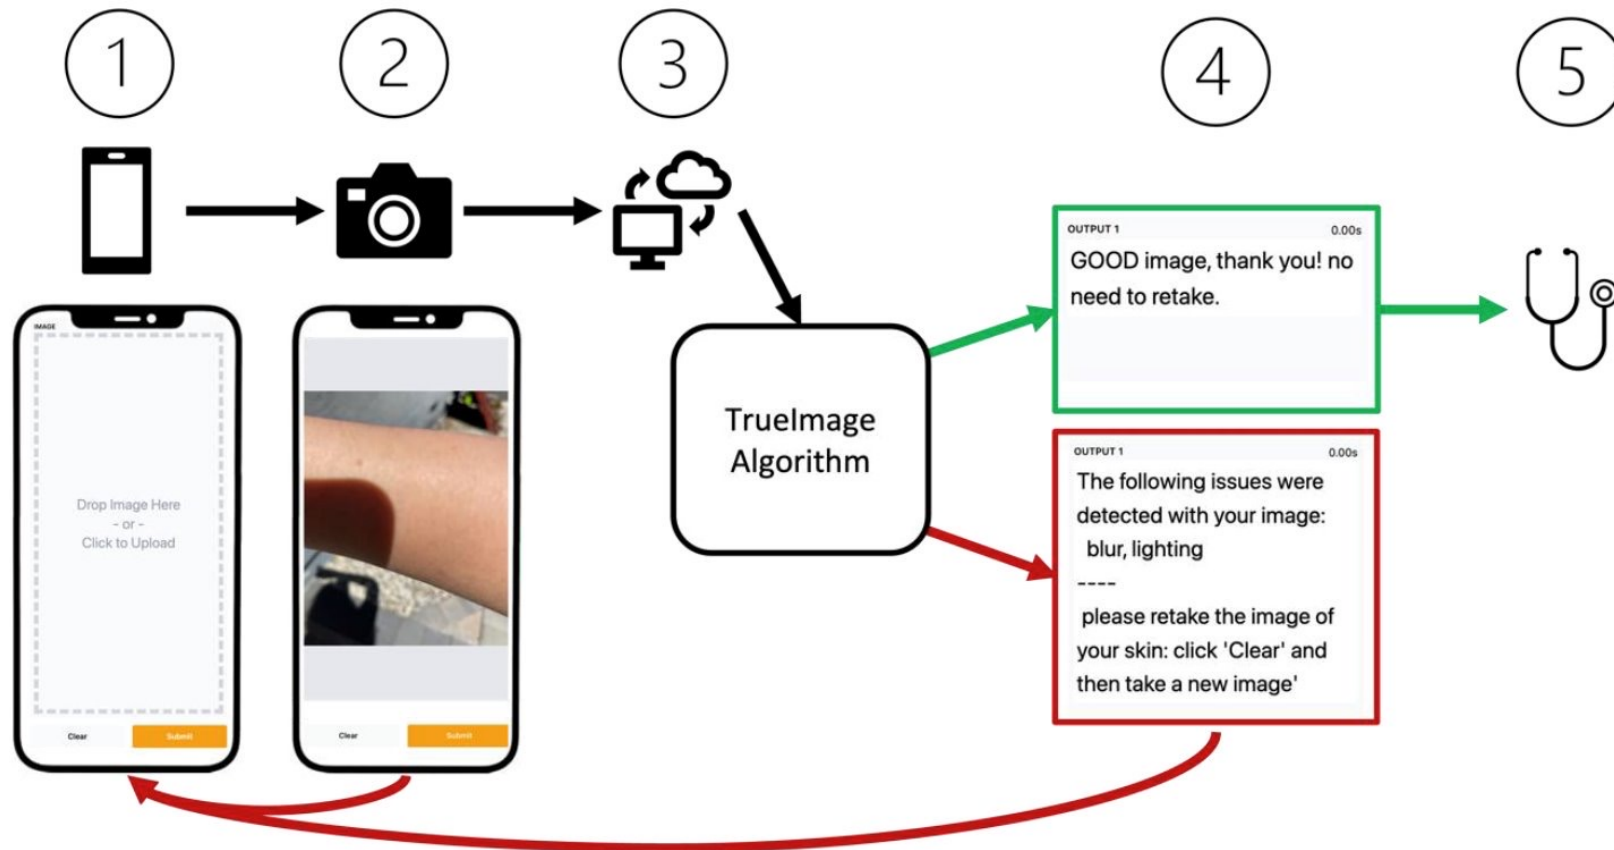 1
2
3
4
5
IMAGE
Drop Image Here
- or -
Click to Upload
Clear
Submit
Clear
Submit
TrueImage
Algorithm
OUTPUT 1
0.00s
GOOD image, thank you! no
need to retake.
OUTPUT 1
0.00s
The following issues were
detected with your image:
blur, lighting
----
please retake the image of
your skin: click 'Clear' and
then take a new image'